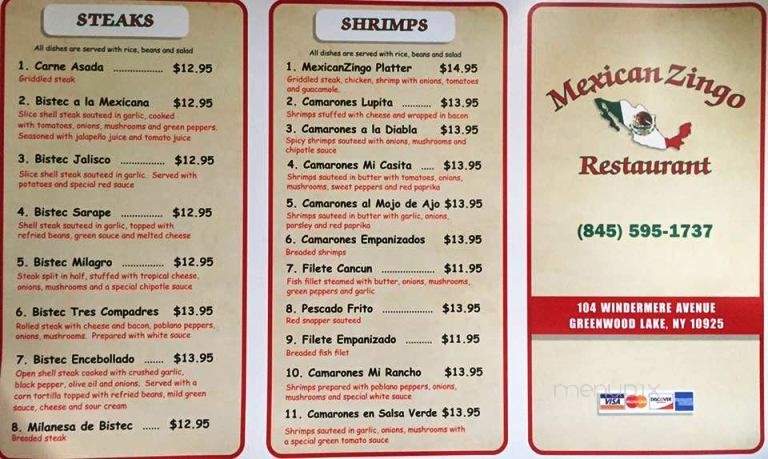 STEAKS
All dishes are served with rice, beans and salad
1. Carne Asada ................ $12.95
Griddled steak
2. Bistec a la Mexicana $12.95
Slice shell steak sauteed in garlic, cooked
with tomatoes, onions, mushrooms and green peppers.
Seasoned with jalapeño juice and tomato juice
3. Bistec Jalisco ............... $12.95
Slice shell steak sauteed in garlic. Served with
potatoes and special red sauce
4. Bistec Sarape ............... $12.95
Shell steak sauteed in garlic, topped with
refried beans, green sauce and melted cheese
5. Bistec Milagro .............. $12.95
Steak split in half, stuffed with tropical cheese,
onions, mushrooms and a special chipotle sauce
6. Bistec Tres Compadres $13.95
Rolled steak with cheese and bacon, poblano peppers,
onions, mushrooms. Prepared with white sauce
7. Bistec Encebollado ....... $13.95
Open shell steak cooked with crushed garlic,
black pepper, olive oil and onions. Served with a
corn tortilla topped with refried beans, mild green
sauce, cheese and sour cream
8. Milanesa de Bistec ...... $12.95
Breaded steak
SHRIMPS
All dishes are served with rice, beans and salad
1. MexicanZingo Platter $14.95
Griddled steak, chicken, shrimp with onions, tomatoes
and guacamole.
2. Camarones Lupita .......... $13.95
Shrimps stuffed with cheese and wrapped in bacon
3. Camarones a la Diabla $13.95
Spicy shrimps sauteed with onions, mushrooms and
chipotle sauce
4. Camarones Mi Casita ..... $13.95
Shrimps sauteed in butter with tomatoes, onions,
mushrooms, sweet peppers and red paprika
5. Camarones al Mojo de Ajo $13.95
Shrimps sauteed in butter with garlic, onions,
parsley and red paprika
6. Camarones Empanizados $13.95
Breaded shrimps
7. Filete Cancun .................. $11.95
Fish fillet steamed with butter, onions, mushrooms,
green peppers and garlic
8. Pescado Frito ................. $13.95
Red snapper sauteed
9. Filete Empanizado .......... $11.95
Breaded fish filet
10. Camarones Mi Rancho $13.95
Shrimps prepared with poblano peppers, onions,
mushrooms and special white sauce
11. Camarones en Salsa Verde $13.95
Shrimps sauteed in garlic, onions, mushrooms with
a special green tomato sauce
Mexican Zingo
Restaurant
(845) 595-1737
104 WINDERMERE AVENUE
GREENWOOD LAKE, NY 10925
menupix
VISA MasterCard DISCOVER